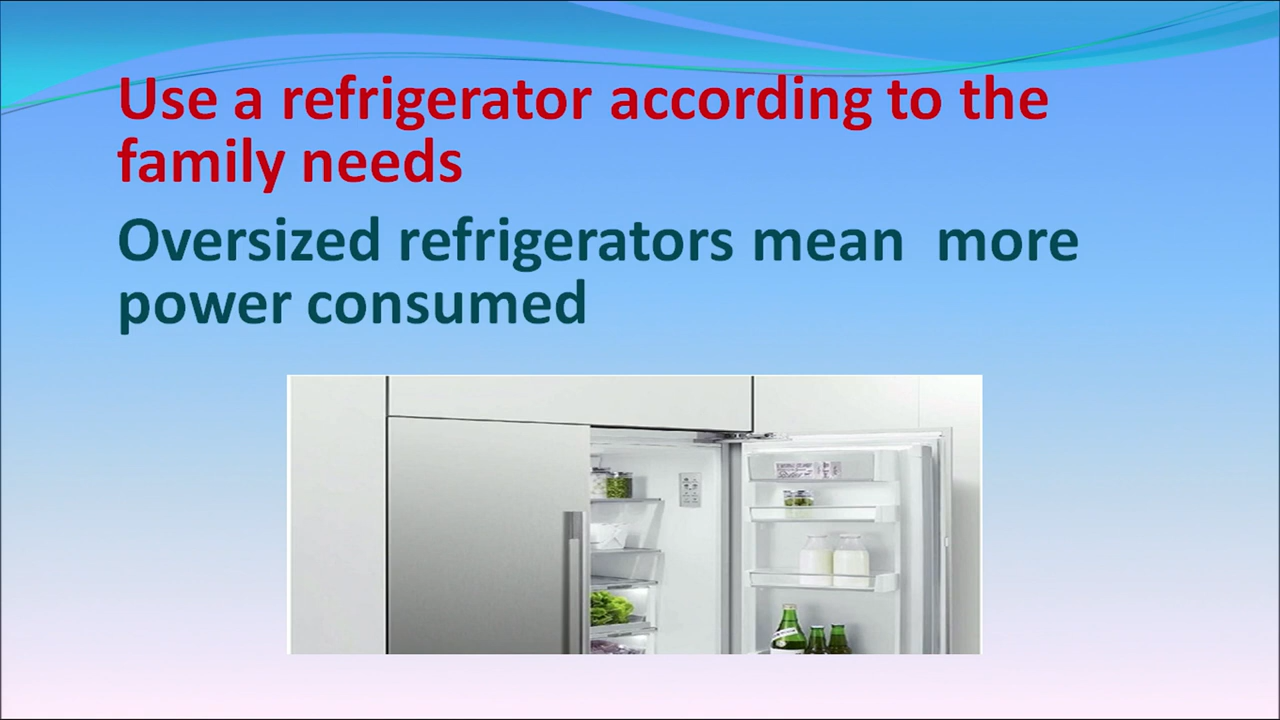 Use a refrigerator according to the
family needs
Oversized refrigerators mean  more
power consumed